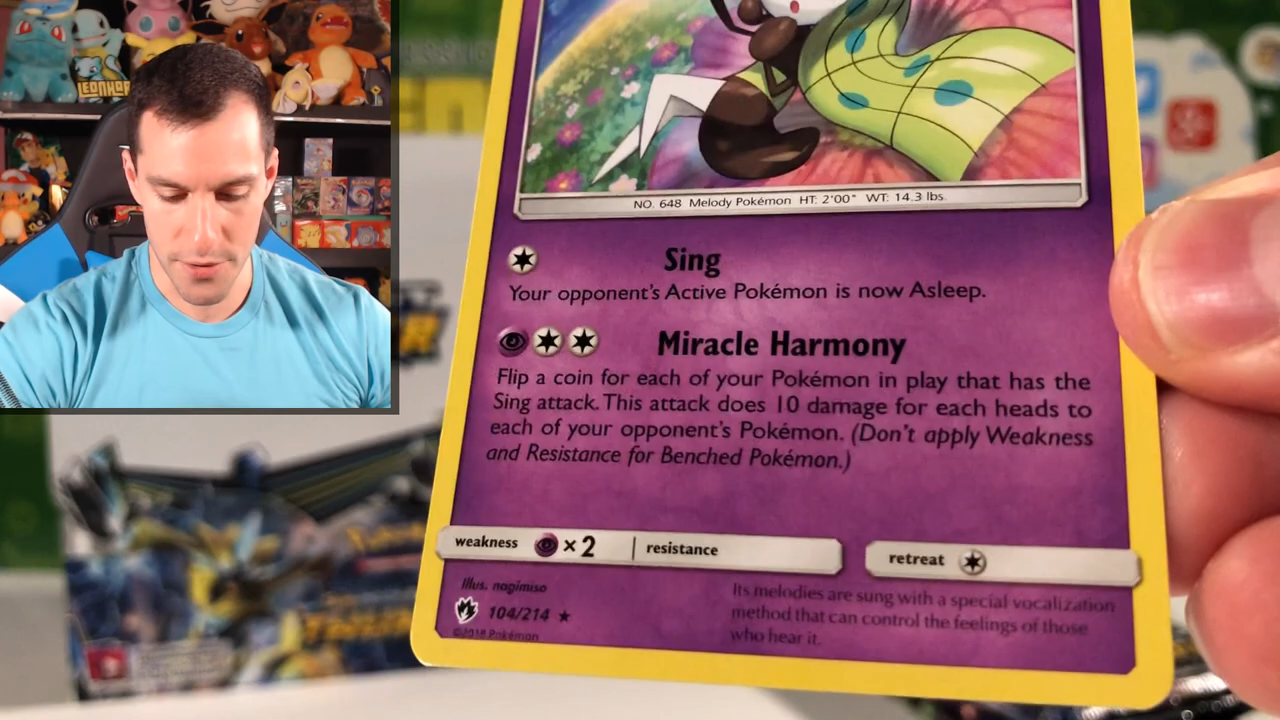 LEONHAR
NO. 648 Melody Pokémon HT: 2'00" WT: 14.3 lbs.
Sing
Your opponent's Active Pokémon is now Asleep.
Miracle Harmony
Flip a coin for each of your Pokémon in play that has the
Sing attack. This attack does 10 damage for each heads to
each of your opponent's Pokémon. (Don't apply Weakness
and Resistance for Benched Pokémon.)
weakness ×2 resistance
retreat
Illus. nagimiso
104/214
©2018 Pokémon
Its melodies are sung with a special vocalization
method that can control the feelings of those
who hear it.